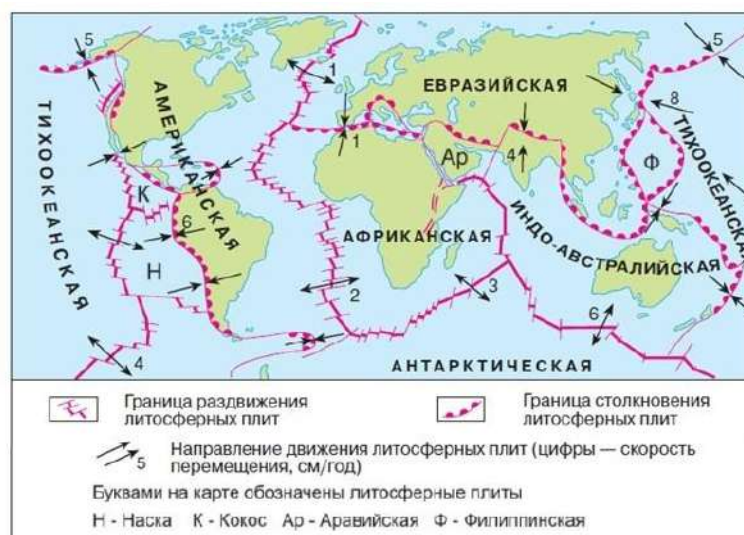 5
1
ЕВРАЗИЙСКАЯ
5
ТИХООКЕАНСКАЯ
АМЕРИКАНСКАЯ
8
1
Ар
4
Ф
ТИХООКЕАНСКАЯ
К
6
АФРИКАНСКАЯ
ИНДО-АВСТРАЛИЙСКАЯ
Н
2
3
6
4
АНТАРКТИЧЕСКАЯ
Граница раздвижения
литосферных плит
Граница столкновения
литосферных плит
5
Направление движения литосферных плит (цифры — скорость
перемещения, см/год)
Буквами на карте обозначены литосферные плиты
Н - Наска К - Кокос Ар - Аравийская Ф - Филиппинская